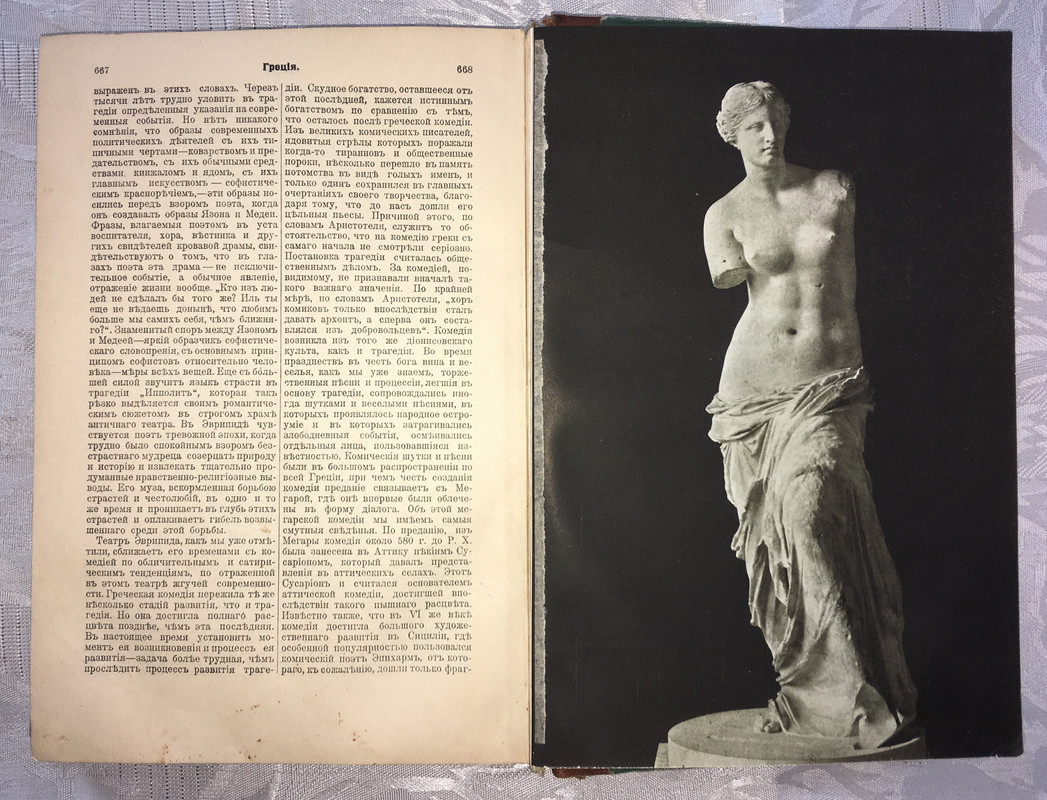 667
Греція.
668
выраженъ въ этихъ словахъ. Черезъ
тысячи лѣтъ трудно уловить въ тра-
гедіи опредѣленныя указанія на совре-
менныя событія. Но нѣтъ никакого
сомнѣнія, что образы современныхъ
политическихъ дѣятелей съ ихъ ти-
пичными чертами—коварствомъ и пре-
дательствомъ, съ ихъ обычными сред-
ствами, кинжаломъ и ядомъ, съ ихъ
главнымъ искусствомъ — софистиче-
скимъ краснорѣчіемъ,—эти образы но-
сились передъ взоромъ поэта, когда
онъ создавалъ образы Язона и Медеи.
Фразы, влагаемыя поэтомъ въ уста
воспитателя, хора, вѣстника и дру-
гихъ свидѣтелей кровавой драмы, сви-
дѣтельствуютъ о томъ, что въ гла-
захъ поэта эта драма — не исключи-
тельное событіе, а обычное явленіе,
отраженіе жизни вообще. „Кто изъ лю-
дей не сдѣлалъ бы того же? Иль ты
еще не вѣдаешь донынѣ, что любимъ
больше мы самихъ себя, чѣмъ ближня-
го?“. Знаменитый споръ между Язономъ
и Медеей—яркій образчикъ софистиче-
скаго словопренія, съ основнымъ прин-
ципомъ софистовъ относительно чело-
вѣка—мѣры всѣхъ вещей. Еще съ бо́ль-
шей силой звучитъ языкъ страсти въ
трагедіи „Ипполитъ“, которая такъ
рѣзко выдѣляется своимъ романтиче-
скимъ сюжетомъ въ строгомъ храмѣ
античнаго театра. Въ Эврипидѣ чув-
ствуется поэтъ тревожной эпохи, когда
трудно было спокойнымъ взоромъ без-
страстнаго мудреца созерцать природу
и исторію и извлекать тщательно про-
думанные нравственно-религіозные вы-
воды. Его муза, вскормленная борьбою
страстей и честолюбій, въ одно и то
же время и проникаетъ въ глубь этихъ
страстей и оплакиваетъ гибель возвы-
шеннаго среди этой борьбы.
Театръ Эврипида, какъ мы уже отмѣ-
тили, сближаетъ его временами съ ко-
медіей по обличительнымъ и сатири-
ческимъ тенденціямъ, по отраженной
въ этомъ театрѣ жгучей современно-
сти. Греческая комедія пережила тѣ же
нѣсколько стадій развитія, что и тра-
гедія. Но она достигла полнаго рас-
цвѣта позднѣе, чѣмъ эта послѣдняя.
Въ настоящее время установить мо-
ментъ ея возникновенія и процессъ ея
развитія—задача болѣе трудная, чѣмъ
прослѣдить процессъ развитія траге-
діи. Скудное богатство, оставшееся отъ
этой послѣдней, кажется истиннымъ
богатствомъ по сравненію съ тѣмъ,
что осталось послѣ греческой комедіи.
Изъ великихъ комическихъ писателей,
ядовитыя стрѣлы которыхъ поражали
когда-то тиранновъ и общественные
пороки, нѣсколько перешло въ память
потомства въ видѣ голыхъ именъ, и
только одинъ сохранился въ главныхъ
очертаніяхъ своего творчества, благо-
даря тому, что до насъ дошли его
цѣльныя пьесы. Причиной этого, по
словамъ Аристотеля, служитъ то об-
стоятельство, что на комедію греки съ
самаго начала не смотрѣли серіозно.
Постановка трагедіи считалась обще-
ственнымъ дѣломъ. За комедіей, по-
видимому, не признавали вначалѣ та-
кого важнаго значенія. По крайней
мѣрѣ, по словамъ Аристотеля, „хоръ
комиковъ только впослѣдствіи сталъ
давать архонтъ, а сперва онъ соста-
влялся изъ добровольцевъ“. Комедія
возникла изъ того же діонисовскаго
культа, какъ и трагедія. Во время
празднествъ въ честь бога вина и ве-
селья, какъ мы уже знаемъ, торже-
ственныя пѣсни и процессіи, легшія въ
основу трагедіи, сопровождались ино-
гда шутками и веселыми пѣснями, въ
которыхъ проявлялось народное остро-
уміе и въ которыхъ затрагивались
злободневныя событія, осмѣивались
отдѣльныя лица, пользовавшіяся из-
вѣстностью. Комическія шутки и пѣсни
были въ большомъ распространеніи по
всей Греціи, при чемъ честь созданія
комедіи преданіе связываетъ съ Ме-
гарой, гдѣ онѣ впервые были облече-
ны въ форму діалога. Объ этой ме-
гарской комедіи мы имѣемъ самыя
смутныя свѣдѣнья. По преданію, изъ
Мегары комедія около 580 г. до Р. Х.
была занесена въ Аттику нѣкіимъ Су-
саріономъ, который давалъ предста-
вленія въ аттическихъ селахъ. Этотъ
Сусаріонъ и считался основателемъ
аттической комедіи, достигшей впо-
слѣдствіи такого пышнаго расцвѣта.
Извѣстно также, что въ VI же вѣкѣ
комедія достигла большого художе-
ственнаго развитія въ Сициліи, гдѣ
особенной популярностью пользовался
комическій поэтъ Эпихармъ, отъ кото-
раго, къ сожалѣнію, дошли только фраг-